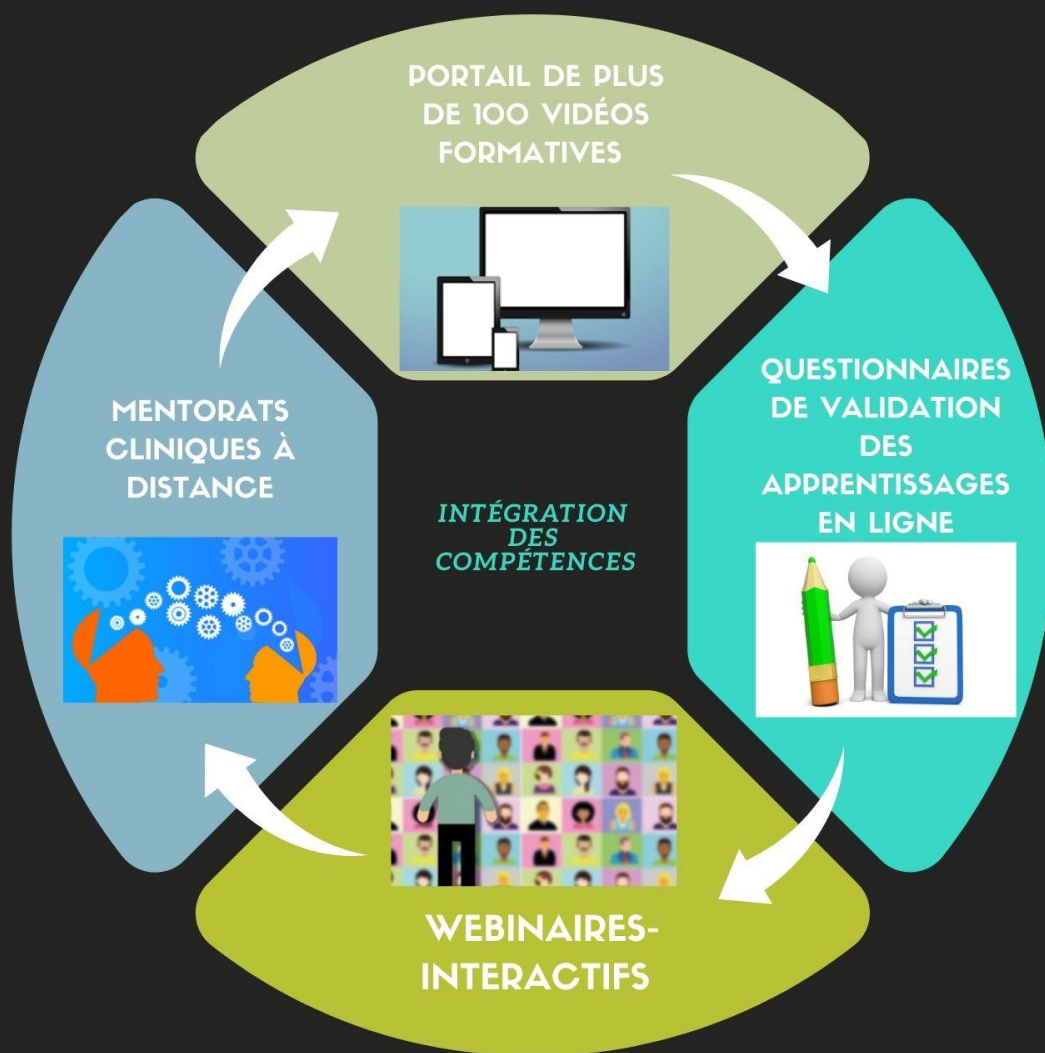 PORTAIL DE PLUS
DE 100 VIDÉOS
FORMATIVES
QUESTIONNAIRES
DE VALIDATION
DES
APPRENTISSAGES
EN LIGNE
WEBINAIRES-
INTERACTIFS
MENTORATS
CLINIQUES À
DISTANCE
INTÉGRATION
DES
COMPÉTENCES